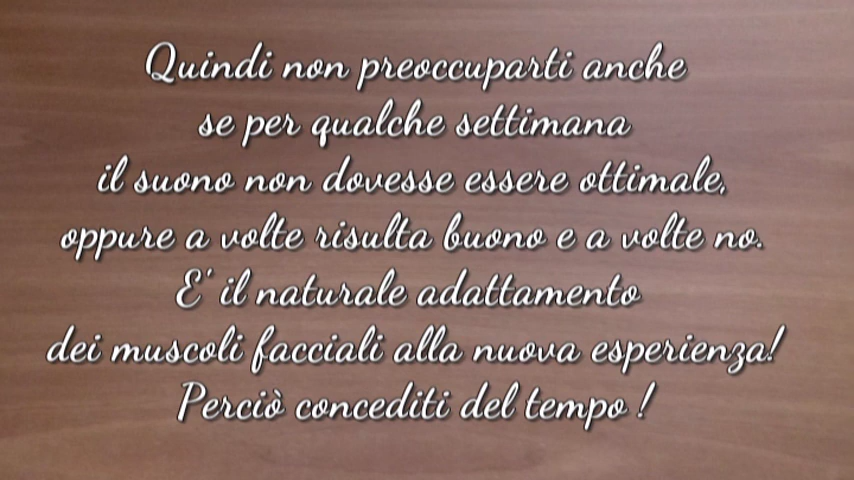 Quindi non preoccuparti anche
se per qualche settimana
il suono non dovesse essere ottimale,
oppure a volte risulta buono e a volte no.
E' il naturale adattamento
dei muscoli facciali alla nuova esperienza!
Perciò concediti del tempo !